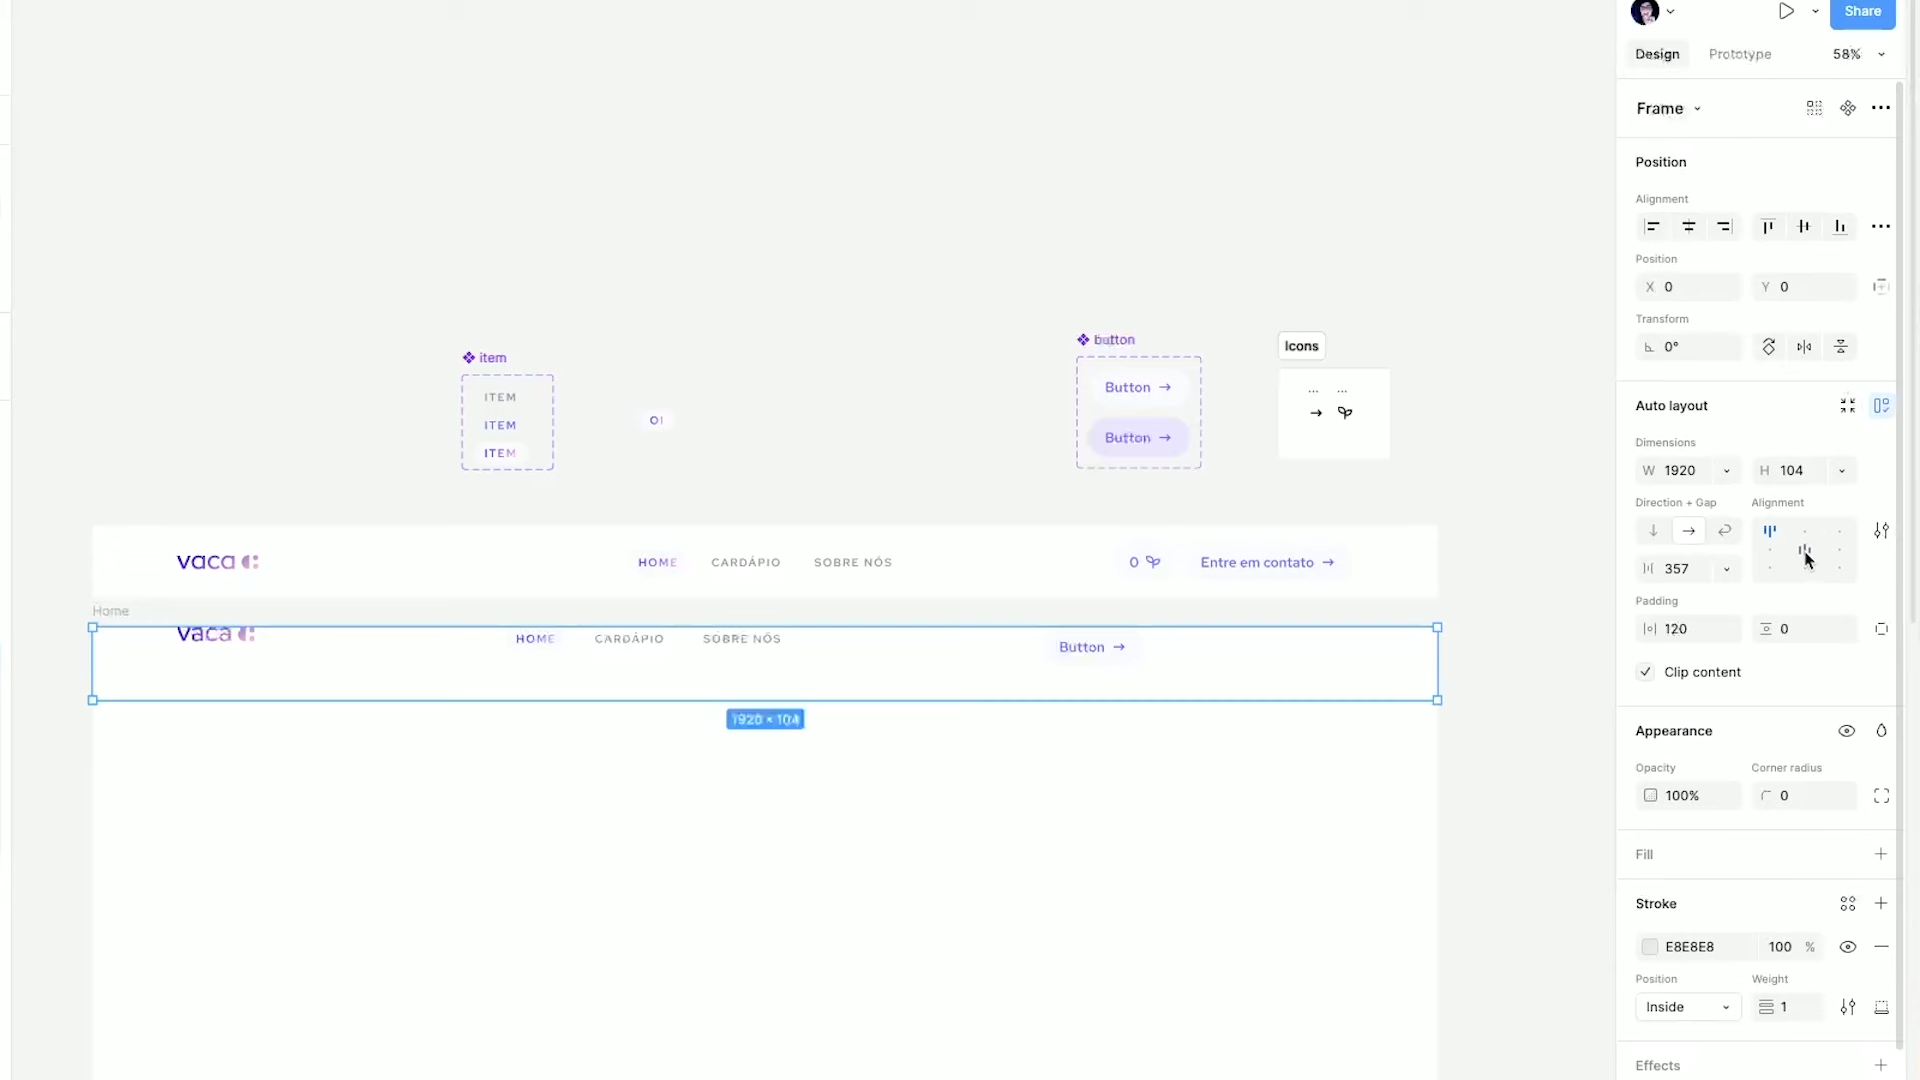 Share
Design Prototype 58%
Frame
Position
Alignment
Position
X 0 Y 0
Transform
0°
Auto layout
Dimensions
W 1920 H 104
Direction + Gap Alignment
357
Padding
120 0
Clip content
Appearance
Opacity Corner radius
100% 0
Fill
Stroke
E8E8E8 100 %
Position Weight
Inside 1
Effects
item
ITEM
ITEM
ITEM
button
Button →
Button →
Icons
... ...
→
vaca
HOME CARDÁPIO SOBRE NÓS
0
Entre em contato →
Home
vaca
HOME CARDÁPIO SOBRE NÓS
Button →
1920 × 104